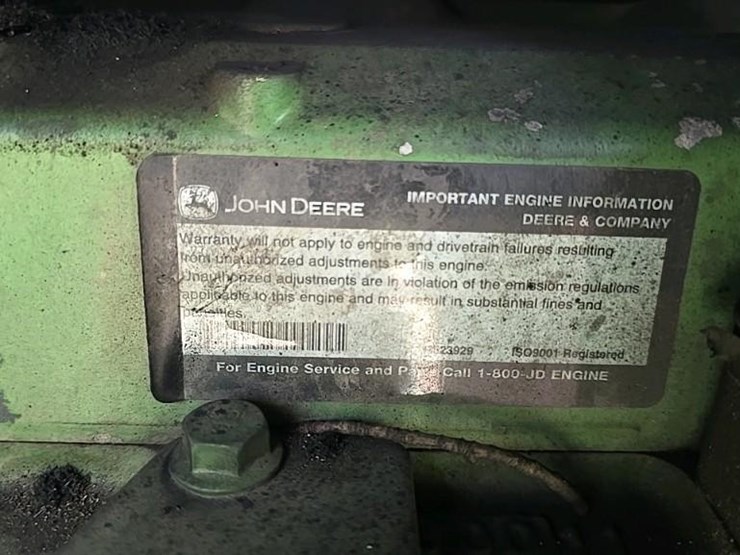 JOHN DEERE
IMPORTANT ENGINE INFORMATION
DEERE & COMPANY
Warranty will not apply to engine and drivetrain failures resulting
from unauthorized adjustments to this engine.
Unauthorized adjustments are in violation of the emission regulations
applicable to this engine and may result in substantial fines and
penalties.
23929 ISO9001 Registered
For Engine Service and Parts Call 1-800-JD ENGINE